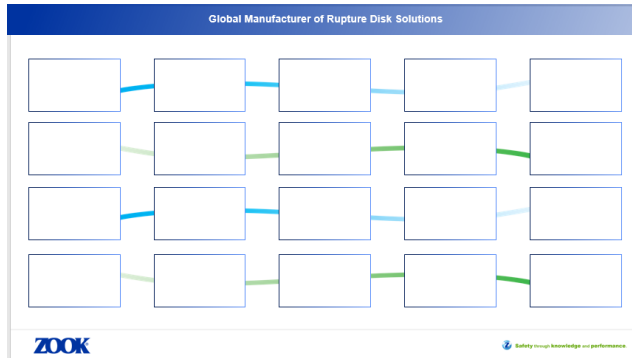 Global Manufacturer of Rupture Disk Solutions
ZOOK
Safety through knowledge and performance